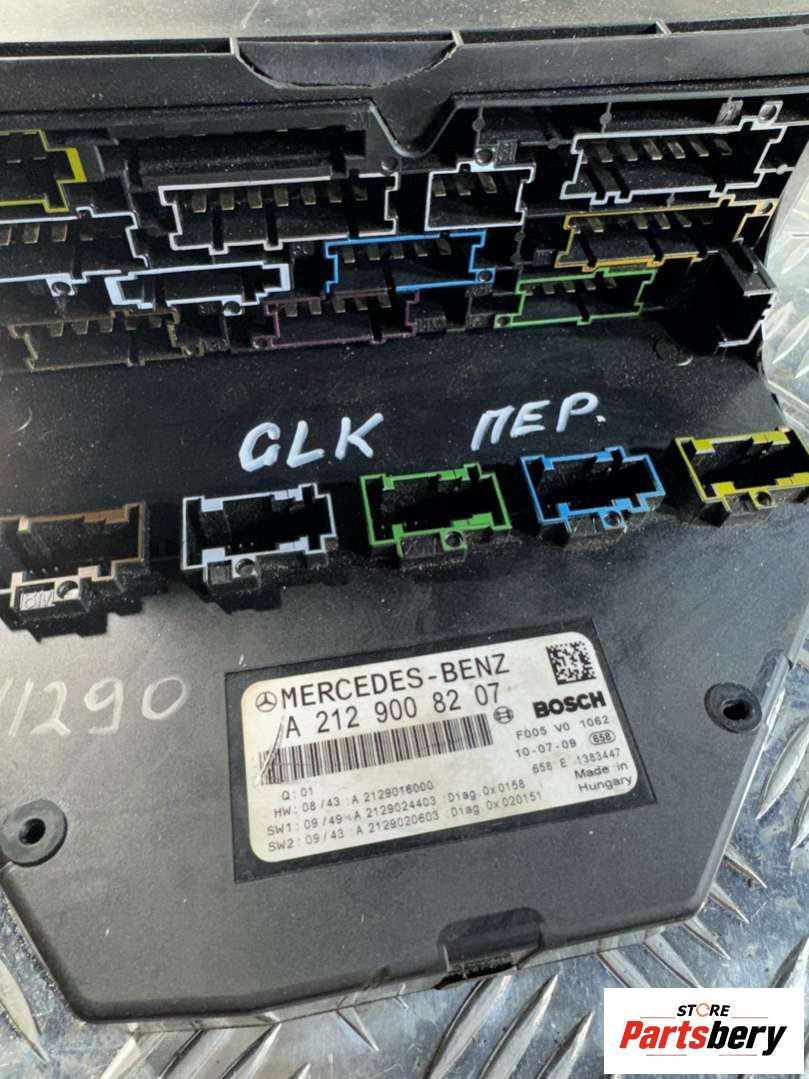 GLK ПЕР.
11290
MERCEDES-BENZ
A 212 900 82 07
BOSCH
F005 V0 1062
10-07-09 658
658 E 1383447
Made in
Hungary
Q: 01
HW: 08/43: A 2129016000
SW1: 09/49: A 2129024403 Diag: 0x0158
SW2: 09/43: A 2129020603 Diag: 0x020151
STORE
Partsbery